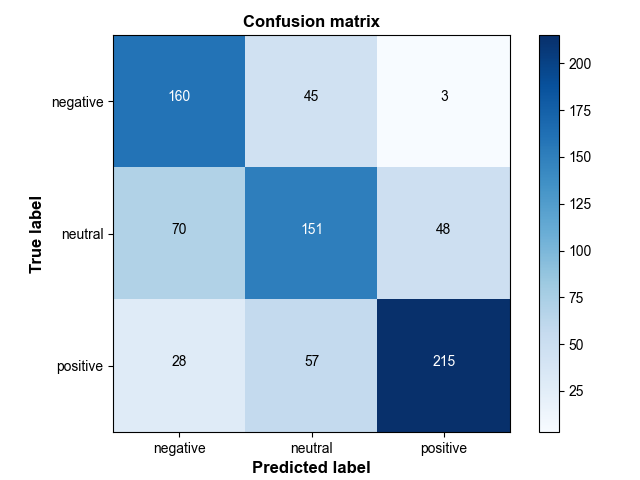 Confusion matrix
negative 160 45 3
neutral 70 151 48
positive 28 57 215
negative neutral positive
True label
Predicted label
200
175
150
125
100
75
50
25